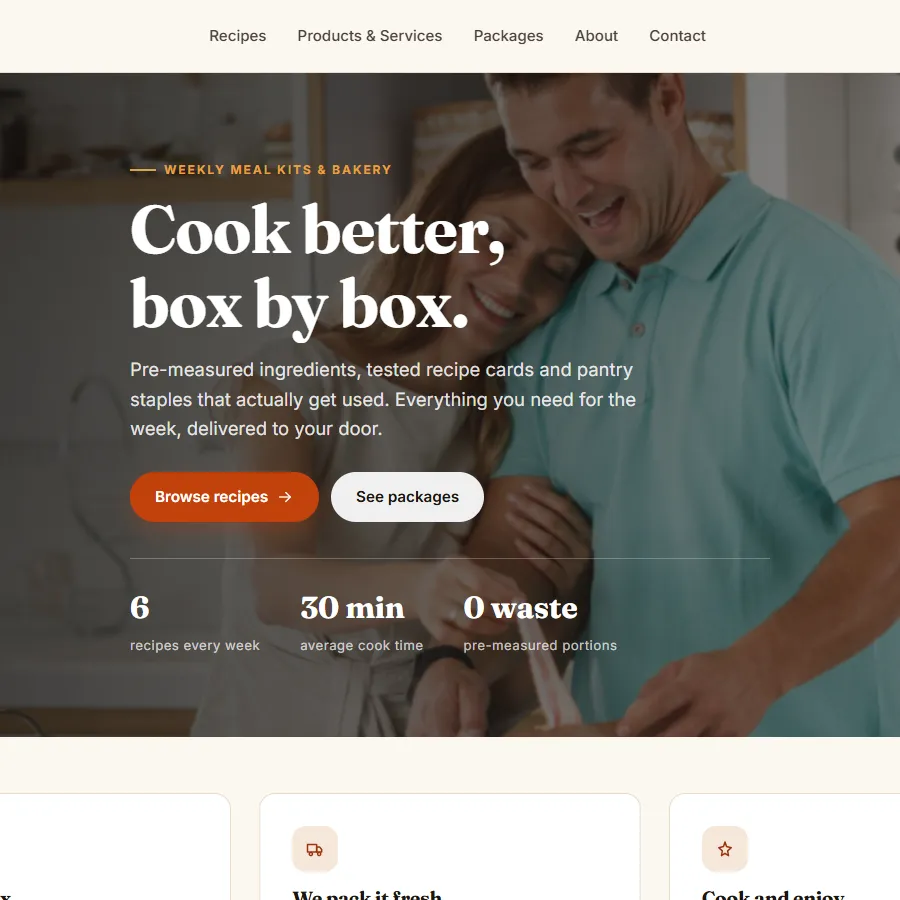 Recipes Products & Services Packages About Contact
WEEKLY MEAL KITS & BAKERY
Cook better,
box by box.
Pre-measured ingredients, tested recipe cards and pantry
staples that actually get used. Everything you need for the
week, delivered to your door.
Browse recipes → See packages
6 30 min 0 waste
recipes every week average cook time pre-measured portions
We pack it fresh Cook and enjoy